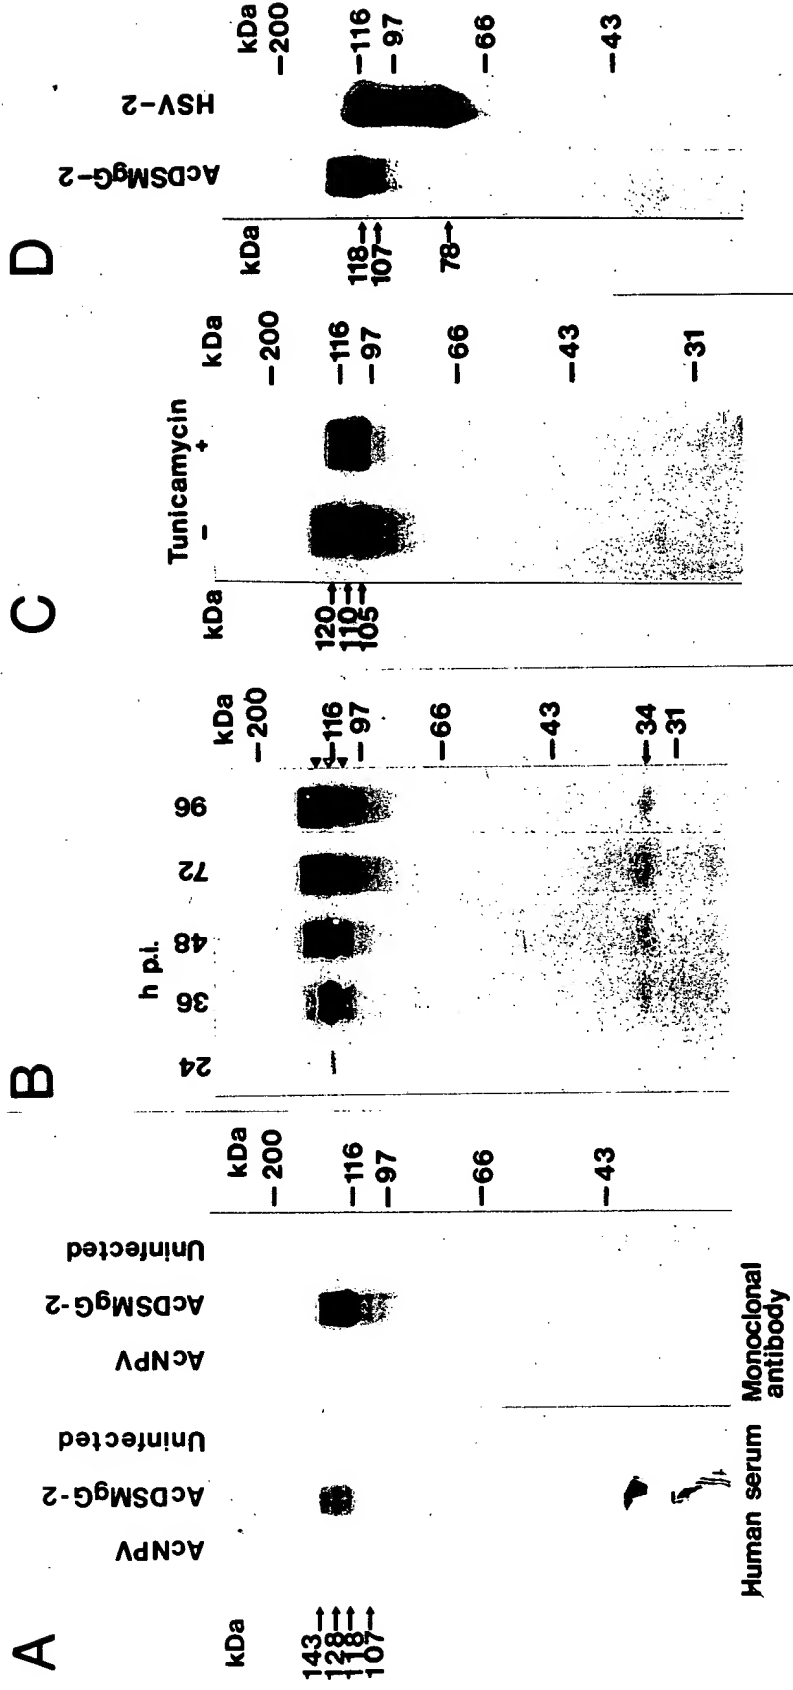 A
kDa
143→
128→
118→
107→
AcNPV
AcDSMgG-2
Uninfected
AcNPV
AcDSMgG-2
Uninfected
kDa
-200
-116
-97
-66
-43
Human serum
Monoclonal
antibody
B
h p.i.
24
36
48
72
96
kDa
-200
-116
-97
-66
-43
←34
-31
C
Tunicamycin
- +
kDa
120→
110→
105→
kDa
-200
-116
-97
-66
-43
-31
D
AcDSMgG-2
HSV-2
kDa
118→
107→
78→
kDa
-200
-116
-97
-66
-43